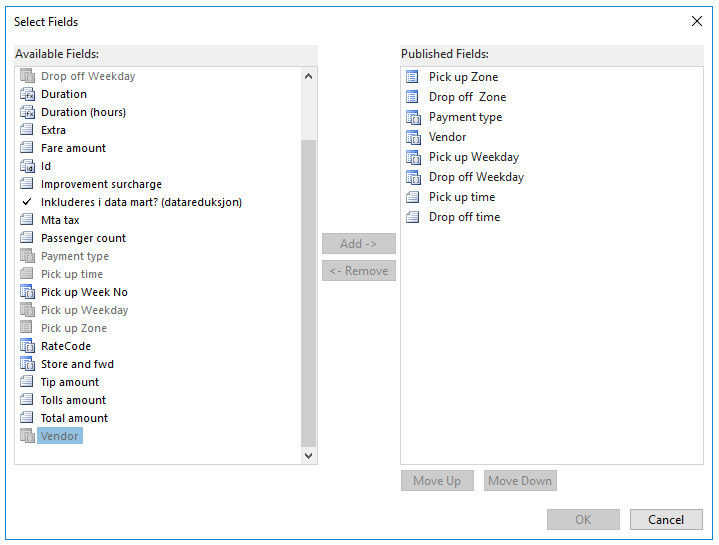 Select Fields
Available Fields:
Drop off Weekday
Duration
Duration (hours)
Extra
Fare amount
Id
Improvement surcharge
Inkluderes i data mart? (datareduksjon)
Mta tax
Passenger count
Payment type
Pick up time
Pick up Week No
Pick up Weekday
Pick up Zone
RateCode
Store and fwd
Tip amount
Tolls amount
Total amount
Vendor
Add ->
<- Remove
Published Fields:
Pick up Zone
Drop off  Zone
Payment type
Vendor
Pick up Weekday
Drop off Weekday
Pick up time
Drop off time
Move Up
Move Down
OK
Cancel